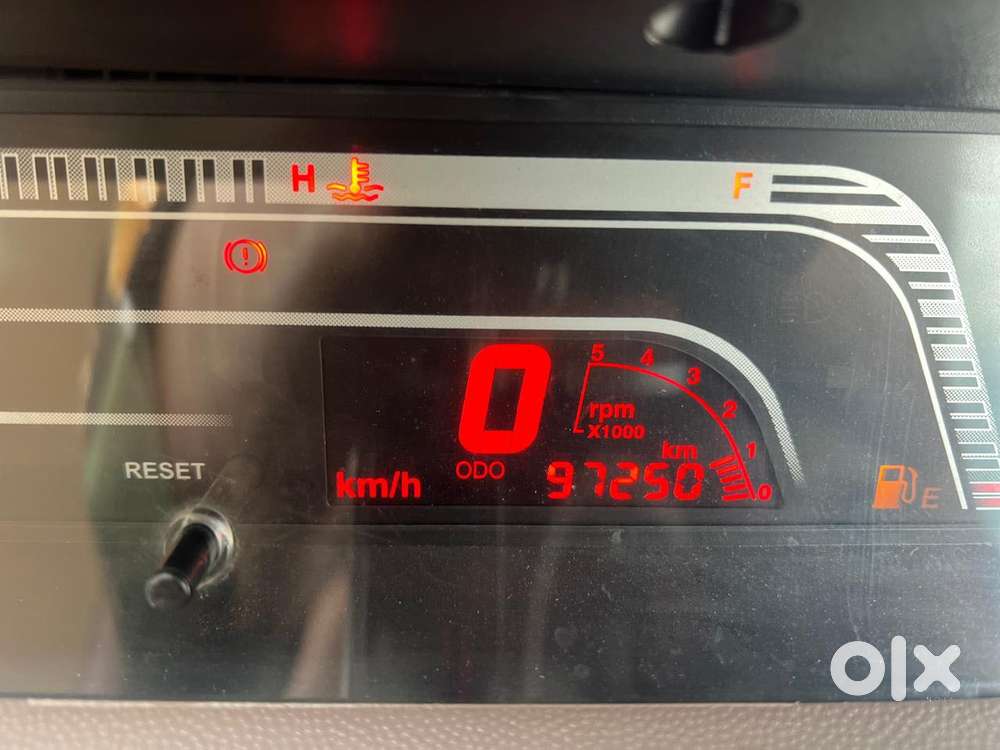 H
F
5 4 3 2 1 0
0
rpm
X1000
RESET
ODO
km
km/h
97250
E
olx